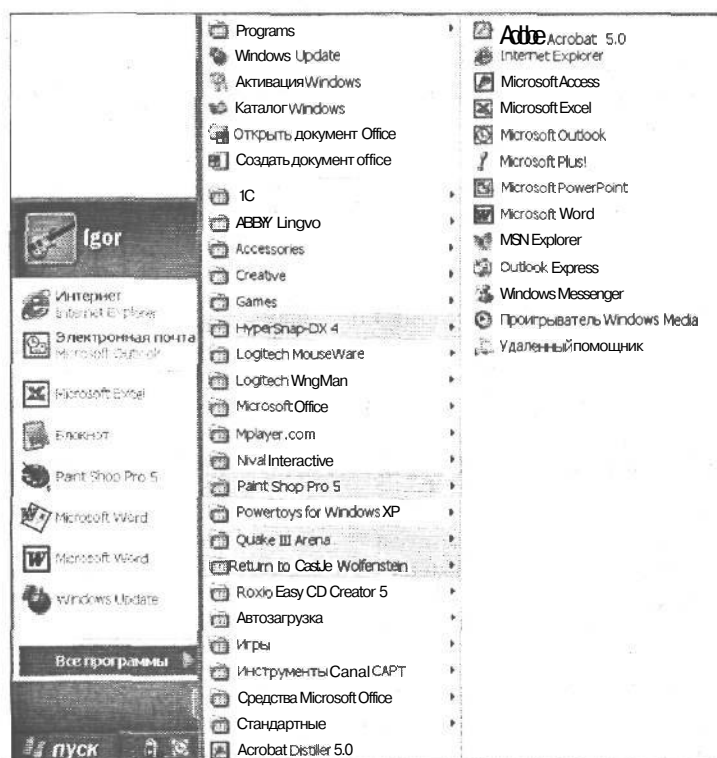 Igor
Интернет
Internet Explorer
Электронная почта
Microsoft Outlook
Microsoft Excel
Блокнот
Paint Shop Pro 5
Microsoft Word
Microsoft Word
Windows Update
Все программы
пуск
Programs
Windows Update
Активация Windows
Каталог Windows
Открыть документ Office
Создать документ office
1C
ABBYY Lingvo
Accessories
Creative
Games
HyperSnap-DX 4
Logitech MouseWare
Logitech WngMan
Microsoft Office
Mplayer.com
Nival Interactive
Paint Shop Pro 5
Powertoys for Windows XP
Quake III Arena
Return to Castle Wolfenstein
Roxio Easy CD Creator 5
Автозагрузка
Игры
Инструменты Canal CAPT
Средства Microsoft Office
Стандартные
Acrobat Distiller 5.0
Adobe Acrobat 5.0
Internet Explorer
Microsoft Access
Microsoft Excel
Microsoft Outlook
Microsoft Plus!
Microsoft PowerPoint
Microsoft Word
MSN Explorer
Outlook Express
Windows Messenger
Проигрыватель Windows Media
Удаленный помощник